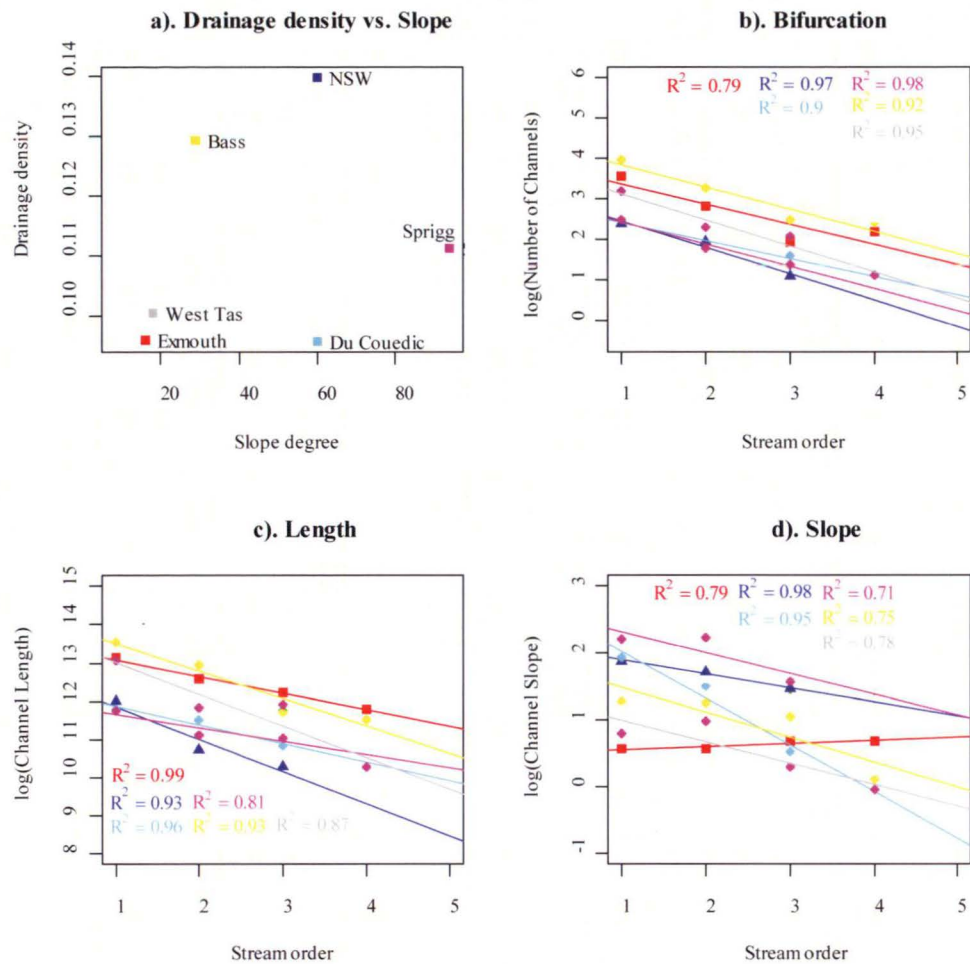 a). Drainage density vs. Slope
Drainage density
0.14
0.13
0.12
0.11
0.10
NSW
Bass
Sprigg
West Tas
Exmouth
Du Couedic
20 40 60 80
Slope degree
b). Bifurcation
log(Number of Channels)
6
5
4
3
2
1
0
R² = 0.79 R² = 0.97 R² = 0.98
R² = 0.9 R² = 0.92
R² = 0.95
1 2 3 4 5
Stream order
c). Length
log(Channel Length)
15
14
13
12
11
10
9
8
R² = 0.99
R² = 0.93 R² = 0.81
R² = 0.96 R² = 0.93 R² = 0.87
1 2 3 4 5
Stream order
d). Slope
log(Channel Slope)
3
2
1
0
-1
R² = 0.79 R² = 0.98 R² = 0.71
R² = 0.95 R² = 0.75
R² = 0.78
1 2 3 4 5
Stream order